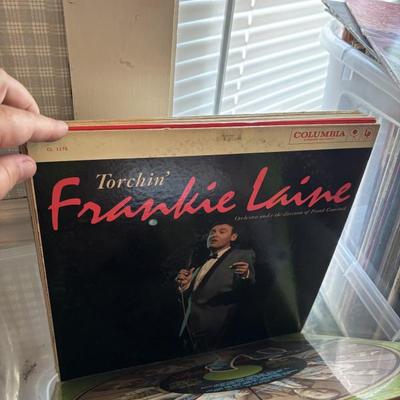 CL 1176
COLUMBIA
Torchin'
Frankie Laine
Orchestra under the direction of Frank Comstock